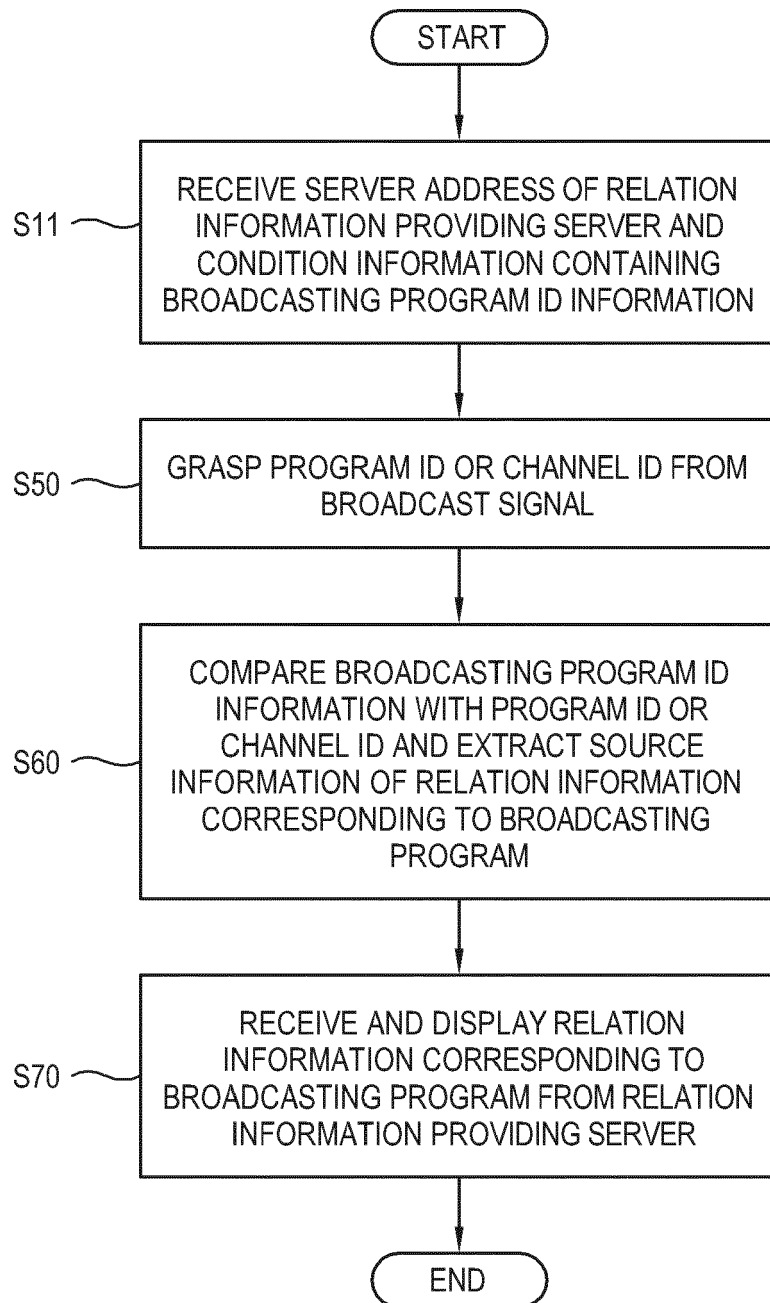 START
S11
RECEIVE SERVER ADDRESS OF RELATION
INFORMATION PROVIDING SERVER AND
CONDITION INFORMATION CONTAINING
BROADCASTING PROGRAM ID INFORMATION
S50
GRASP PROGRAM ID OR CHANNEL ID FROM
BROADCAST SIGNAL
S60
COMPARE BROADCASTING PROGRAM ID
INFORMATION WITH PROGRAM ID OR
CHANNEL ID AND EXTRACT SOURCE
INFORMATION OF RELATION INFORMATION
CORRESPONDING TO BROADCASTING
PROGRAM
S70
RECEIVE AND DISPLAY RELATION
INFORMATION CORRESPONDING TO
BROADCASTING PROGRAM FROM RELATION
INFORMATION PROVIDING SERVER
END